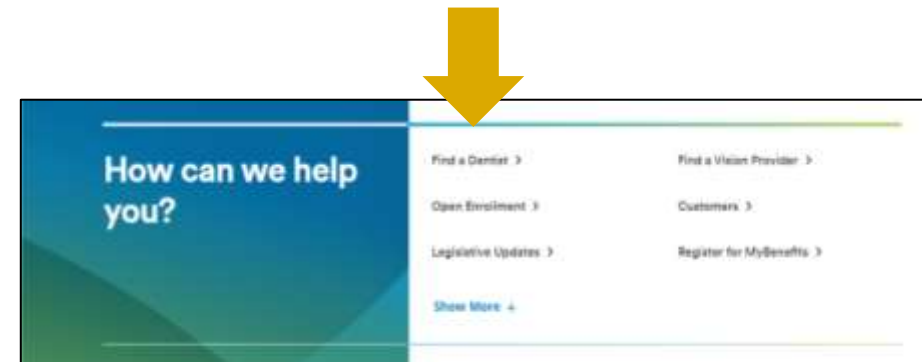 How can we help
you?
Find a Dentist >
Find a Vision Provider >
Open Enrollment >
Customers >
Legislative Updates >
Register for MyBenefits >
Show More +